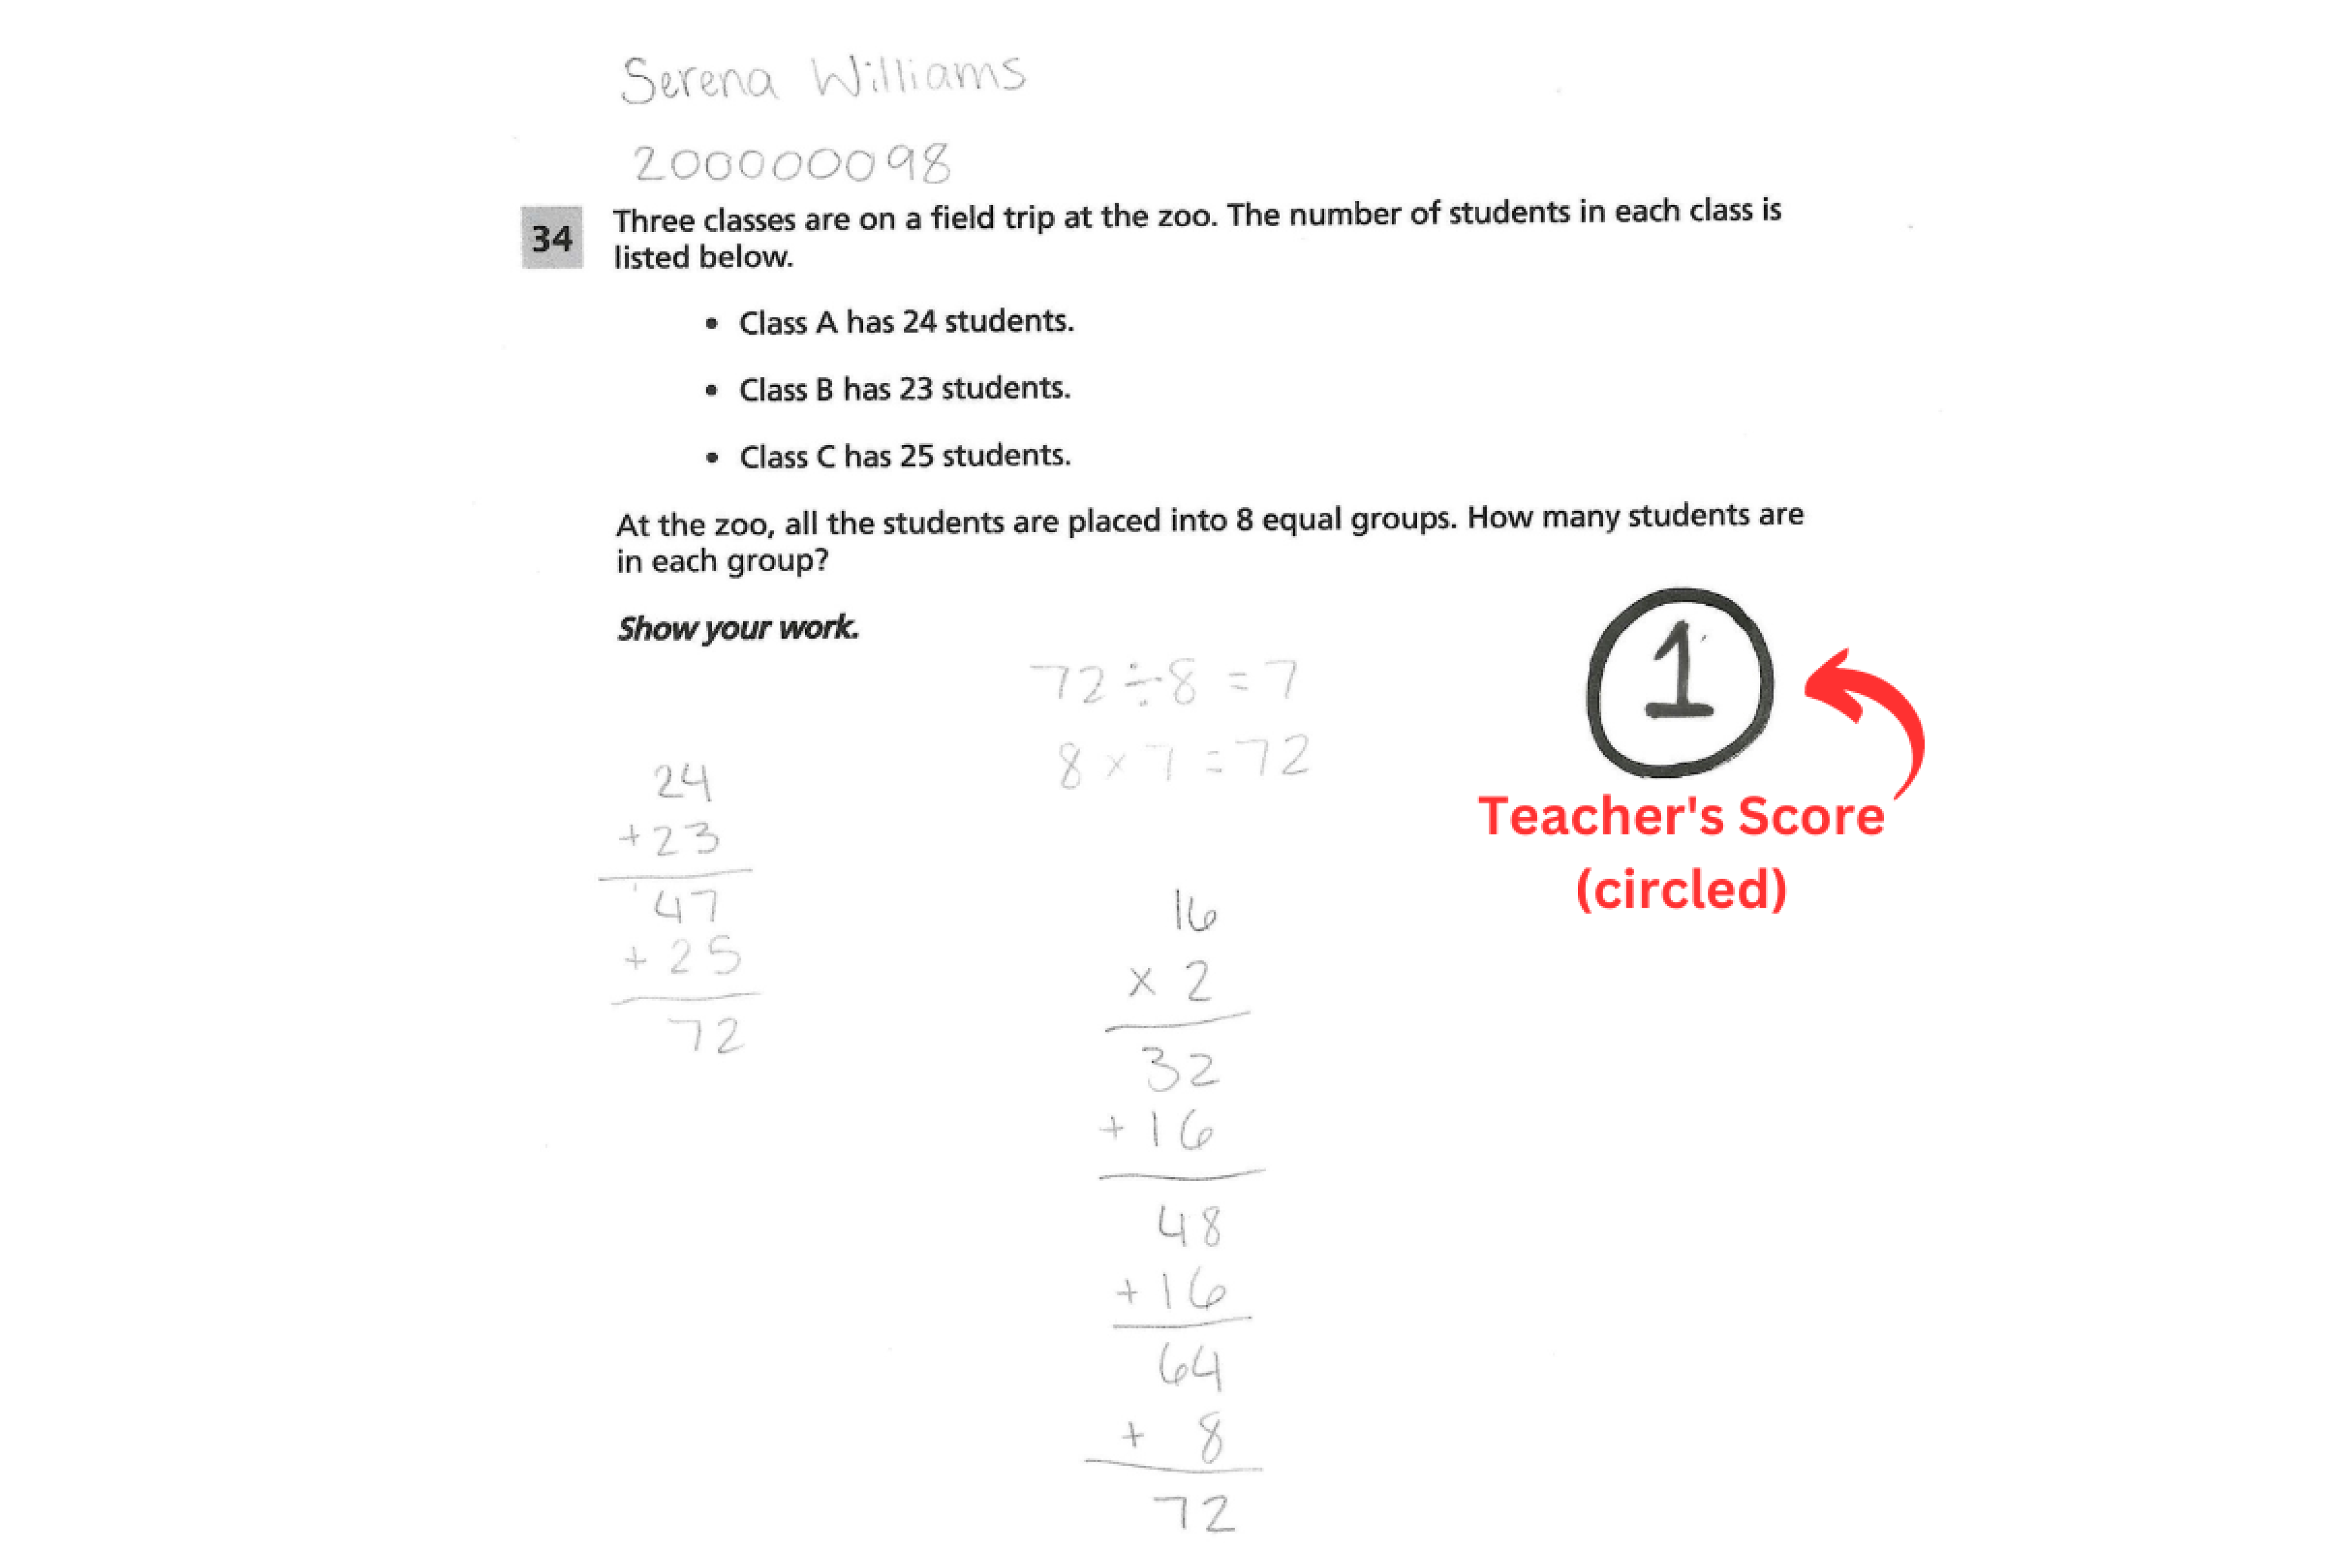 Serena Williams
200000098
34 Three classes are on a field trip at the zoo. The number of students in each class is
listed below.
• Class A has 24 students.
• Class B has 23 students.
• Class C has 25 students.
At the zoo, all the students are placed into 8 equal groups. How many students are
in each group?
Show your work.
72 ÷ 8 = 7
8 × 7 = 72
24
+ 23
47
+ 25
72
16
× 2
32
+ 16
48
+ 16
64
+ 8
72
1
Teacher's Score
(circled)